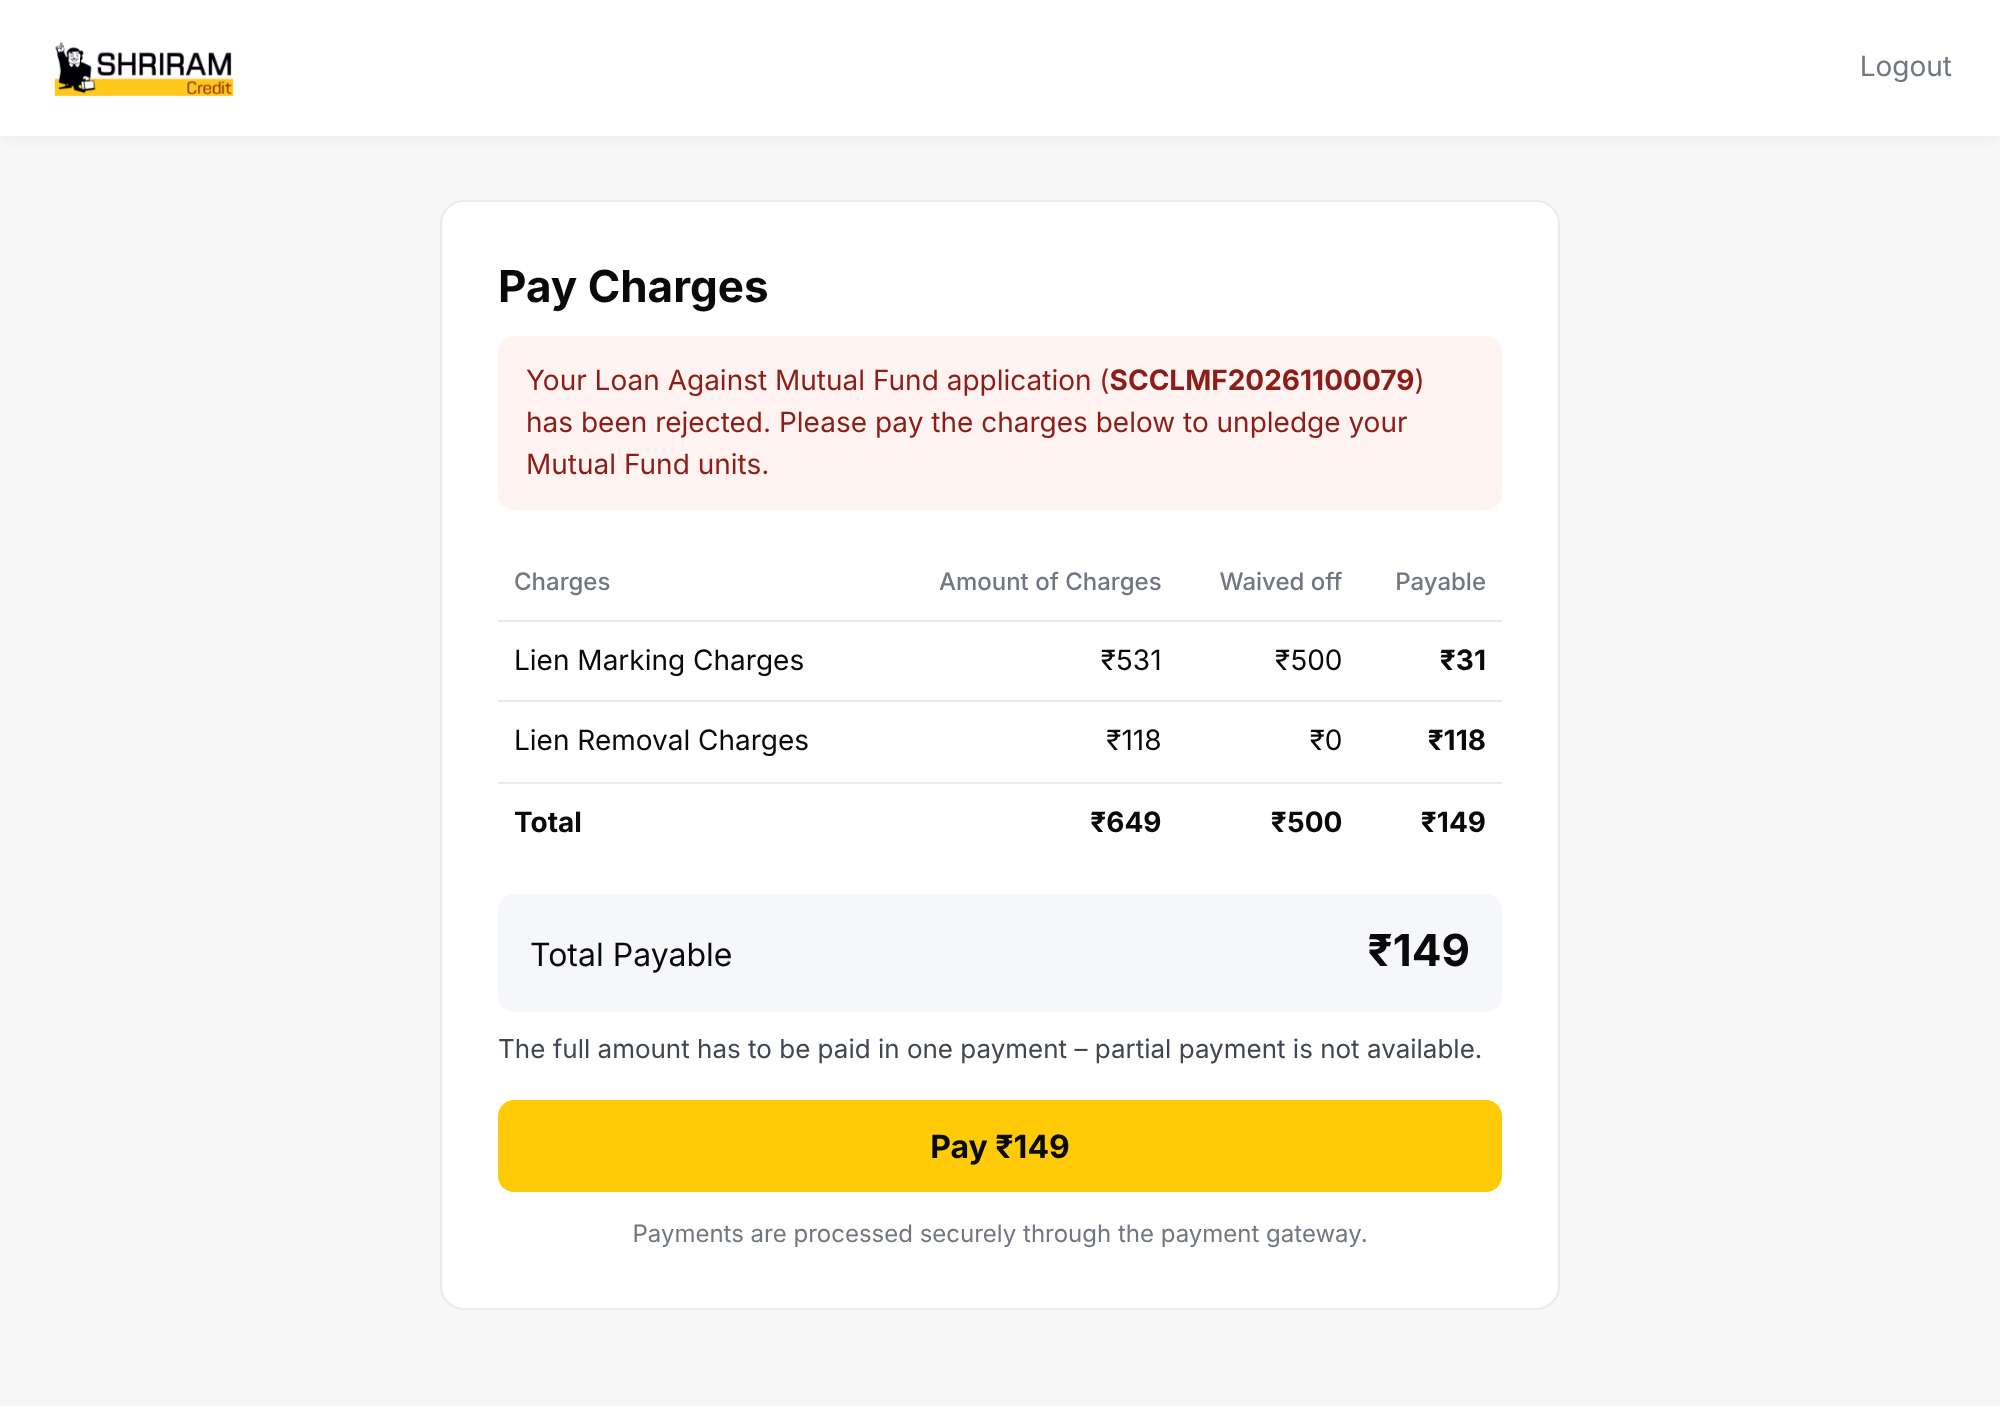 SHRIRAM
Credit
Logout
Pay Charges
Your Loan Against Mutual Fund application (SCCLMF20261100079)
has been rejected. Please pay the charges below to unpledge your
Mutual Fund units.
Charges Amount of Charges Waived off Payable
Lien Marking Charges ₹531 ₹500 ₹31
Lien Removal Charges ₹118 ₹0 ₹118
Total ₹649 ₹500 ₹149
Total Payable ₹149
The full amount has to be paid in one payment – partial payment is not available.
Pay ₹149
Payments are processed securely through the payment gateway.